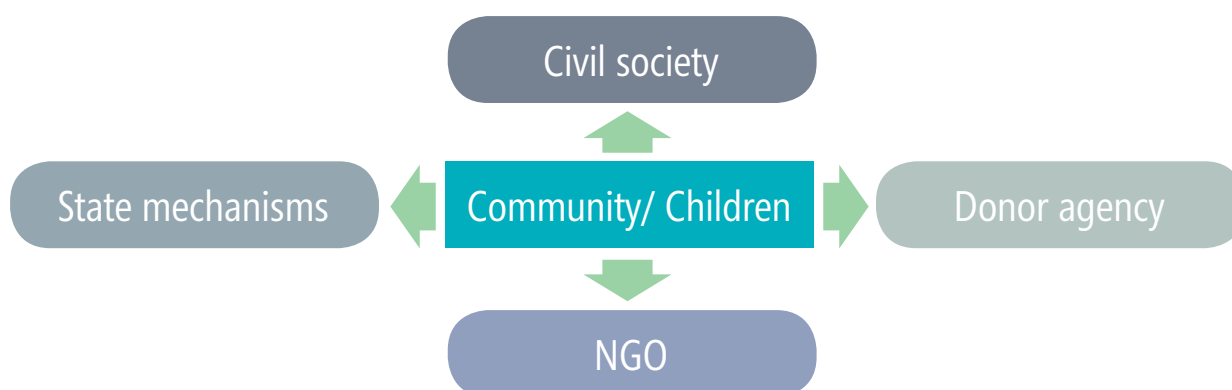 Civil society
State mechanisms
Community/ Children
Donor agency
NGO